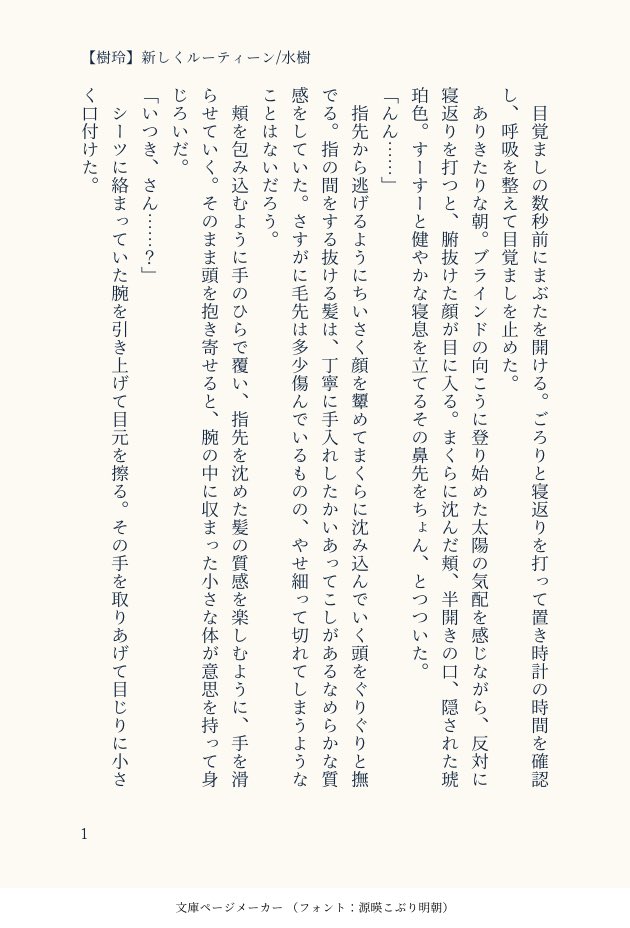 【樹玲】新しくルーティーン/水樹
　目覚ましの数秒前にまぶたを開ける。ごろりと寝返りを打って置き時計の時間を確認
し、呼吸を整えて目覚ましを止めた。
　ありきたりな朝。ブラインドの向こうに登り始めた太陽の気配を感じながら、反対に
寝返りを打つと、腑抜けた顔が目に入る。まくらに沈んだ頬、半開きの口、隠された琥
珀色。すーすーと健やかな寝息を立てるその鼻先をちょん、とつついた。
「んん……」
　指先から逃げるようにちいさく顔を顰めてまくらに沈み込んでいく頭をぐりぐりと撫
でる。指の間をする抜ける髪は、丁寧に手入れしたかいあってこしがあるなめらかな質
感をしていた。さすがに毛先は多少傷んでいるものの、やせ細って切れてしまうような
ことはないだろう。
　頬を包み込むように手のひらで覆い、指先を沈めた髪の質感を楽しむように、手を滑
らせていく。そのまま頭を抱き寄せると、腕の中に収まった小さな体が意思を持って身
じろいだ。
「いつき、さん……？」
　シーツに絡まっていた腕を引き上げて目元を擦る。その手を取りあげて目じりに小さ
く口付けた。
1
文庫ページメーカー （フォント：源暎こぶり明朝）